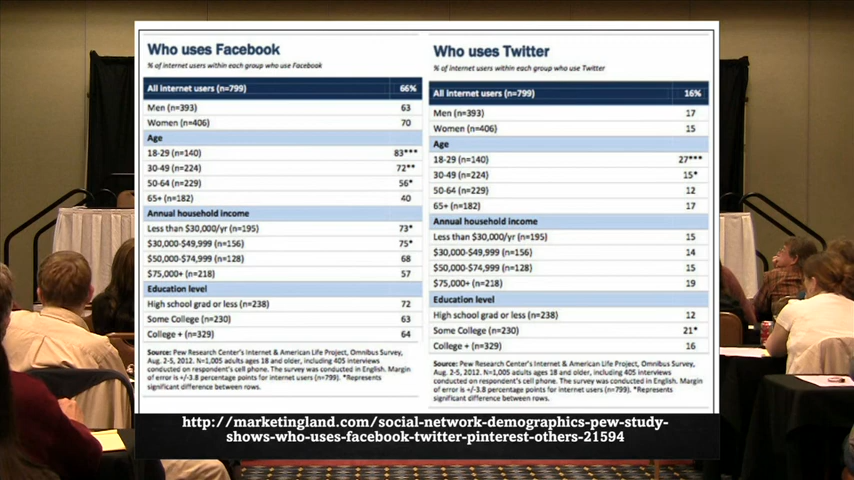 Who uses Facebook
% of internet users within each group who use Facebook
All internet users (n=799) 66%
Men (n=393) 63
Women (n=406) 70
Age
18-29 (n=140) 83***
30-49 (n=224) 72**
50-64 (n=229) 56*
65+ (n=182) 40
Annual household income
Less than $30,000/yr (n=195) 73*
$30,000-$49,999 (n=156) 75*
$50,000-$74,999 (n=128) 68
$75,000+ (n=218) 57
Education level
High school grad or less (n=238) 72
Some College (n=230) 63
College + (n=329) 64
Source: Pew Research Center's Internet & American Life Project, Omnibus Survey,
Aug. 2-5, 2012. N=1,005 adults ages 18 and older, including 405 interviews
conducted on respondent's cell phone. The survey was conducted in English. Margin
of error is +/-3.8 percentage points for internet users (n=799). *Represents
significant difference between rows.
Who uses Twitter
% of internet users within each group who use Twitter
All internet users (n=799) 16%
Men (n=393) 17
Women (n=406) 15
Age
18-29 (n=140) 27***
30-49 (n=224) 15*
50-64 (n=229) 12
65+ (n=182) 17
Annual household income
Less than $30,000/yr (n=195) 15
$30,000-$49,999 (n=156) 14
$50,000-$74,999 (n=128) 15
$75,000+ (n=218) 19
Education level
High school grad or less (n=238) 12
Some College (n=230) 21*
College + (n=329) 16
Source: Pew Research Center's Internet & American Life Project, Omnibus Survey,
Aug. 2-5, 2012. N=1,005 adults ages 18 and older, including 405 interviews
conducted on respondent's cell phone. The survey was conducted in English. Margin
of error is +/-3.8 percentage points for internet users (n=799). *Represents
significant difference between rows.
http://marketingland.com/social-network-demographics-pew-study-
shows-who-uses-facebook-twitter-pinterest-others-21594